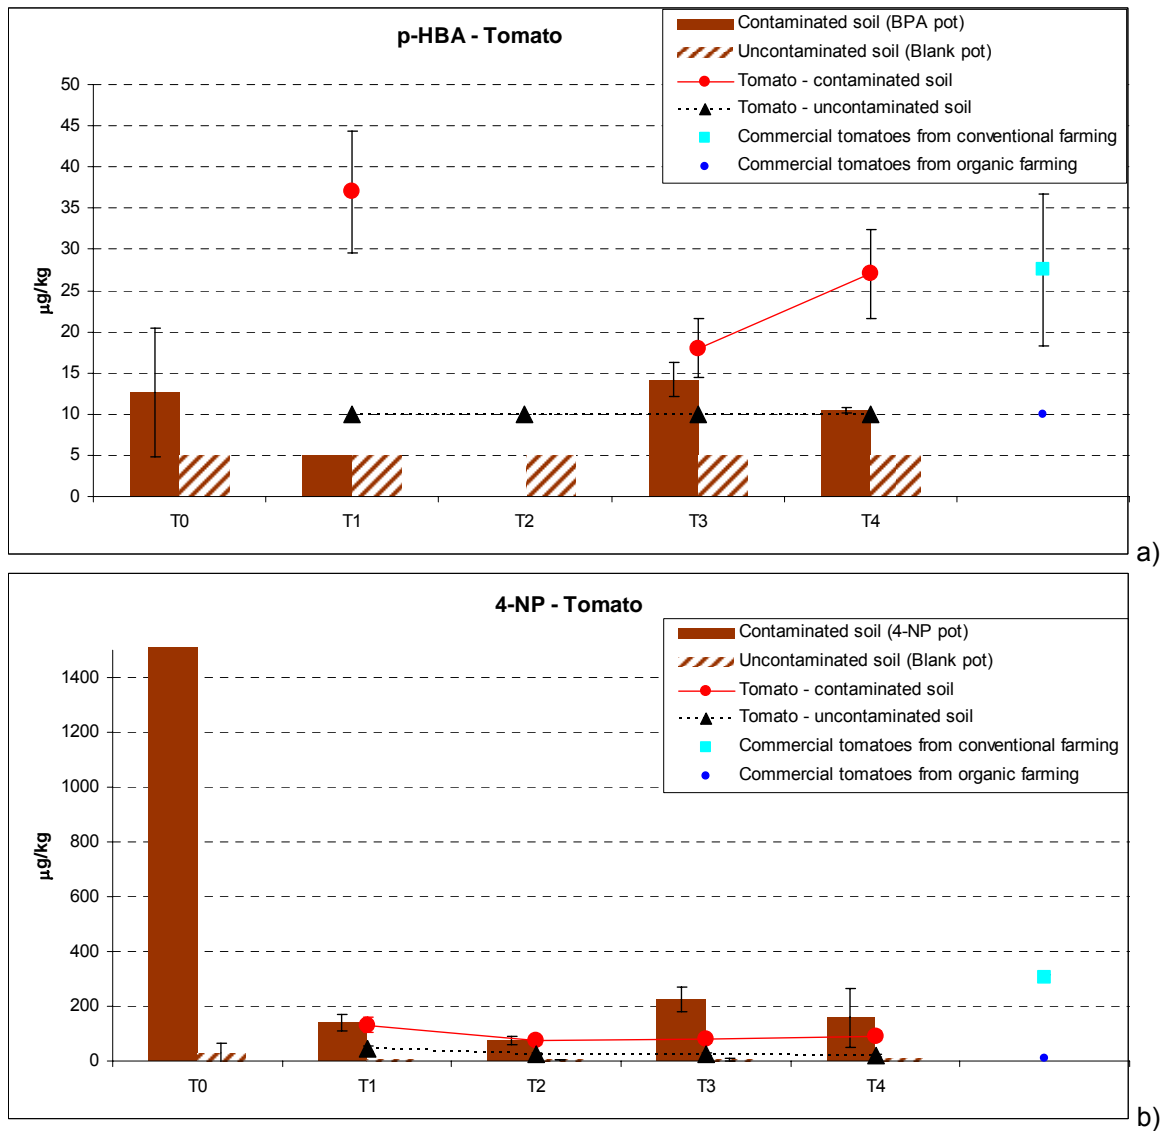 p-HBA - Tomato
Contaminated soil (BPA pot)
Uncontaminated soil (Blank pot)
Tomato - contaminated soil
Tomato - uncontaminated soil
Commercial tomatoes from conventional farming
Commercial tomatoes from organic farming
50
45
40
35
30
25
20
15
10
5
0
µg/kg
T0 T1 T2 T3 T4
a)
4-NP - Tomato
Contaminated soil (4-NP pot)
Uncontaminated soil (Blank pot)
Tomato - contaminated soil
Tomato - uncontaminated soil
Commercial tomatoes from conventional farming
Commercial tomatoes from organic farming
1400
1200
1000
800
600
400
200
0
µg/kg
T0 T1 T2 T3 T4
b)